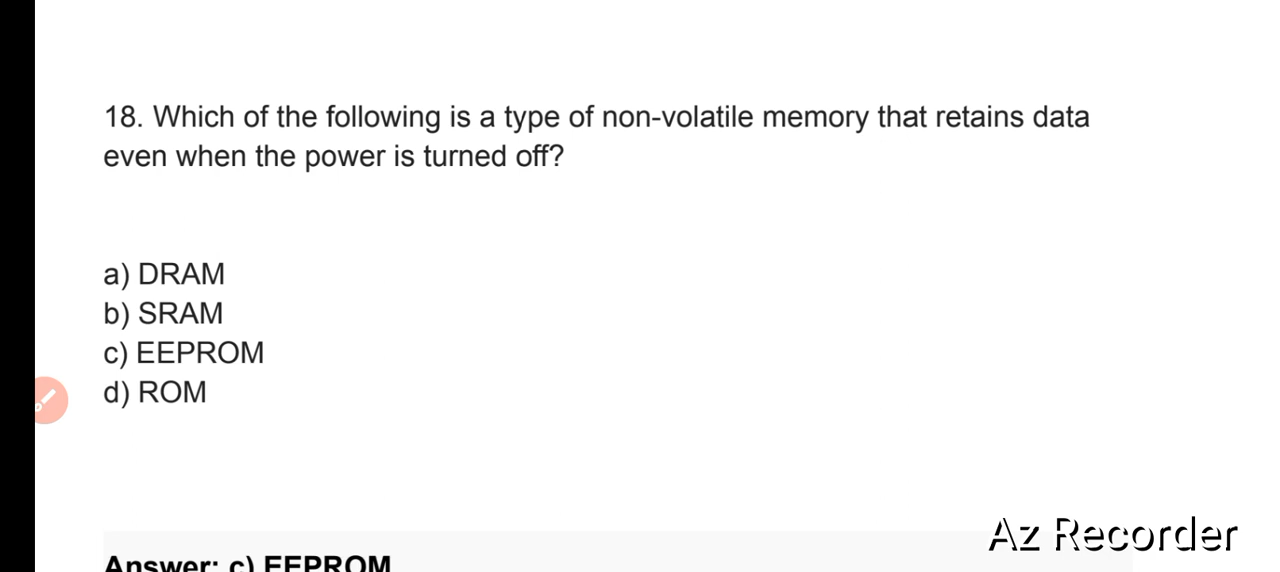 18. Which of the following is a type of non-volatile memory that retains data
even when the power is turned off?
a) DRAM
b) SRAM
c) EEPROM
d) ROM
Answer: c) EEPROM
Az Recorder